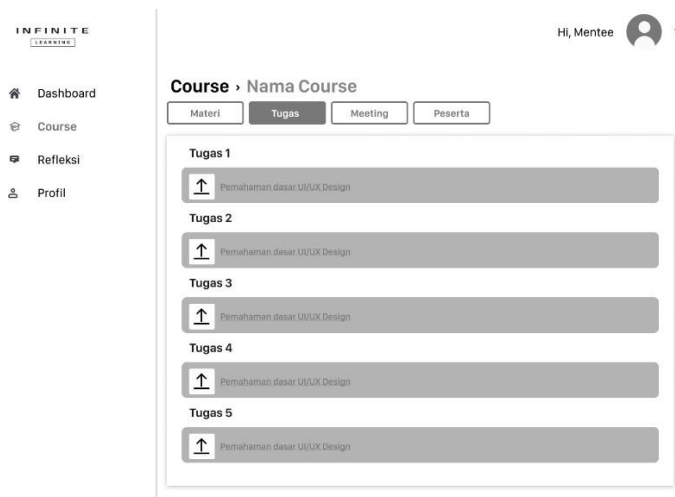 INFINITE
LEARNING
Hi, Mentee
Dashboard
Course
Refleksi
Profil
Course › Nama Course
Materi
Tugas
Meeting
Peserta
Tugas 1
Pemahaman dasar UI/UX Design
Tugas 2
Pemahaman dasar UI/UX Design
Tugas 3
Pemahaman dasar UI/UX Design
Tugas 4
Pemahaman dasar UI/UX Design
Tugas 5
Pemahaman dasar UI/UX Design